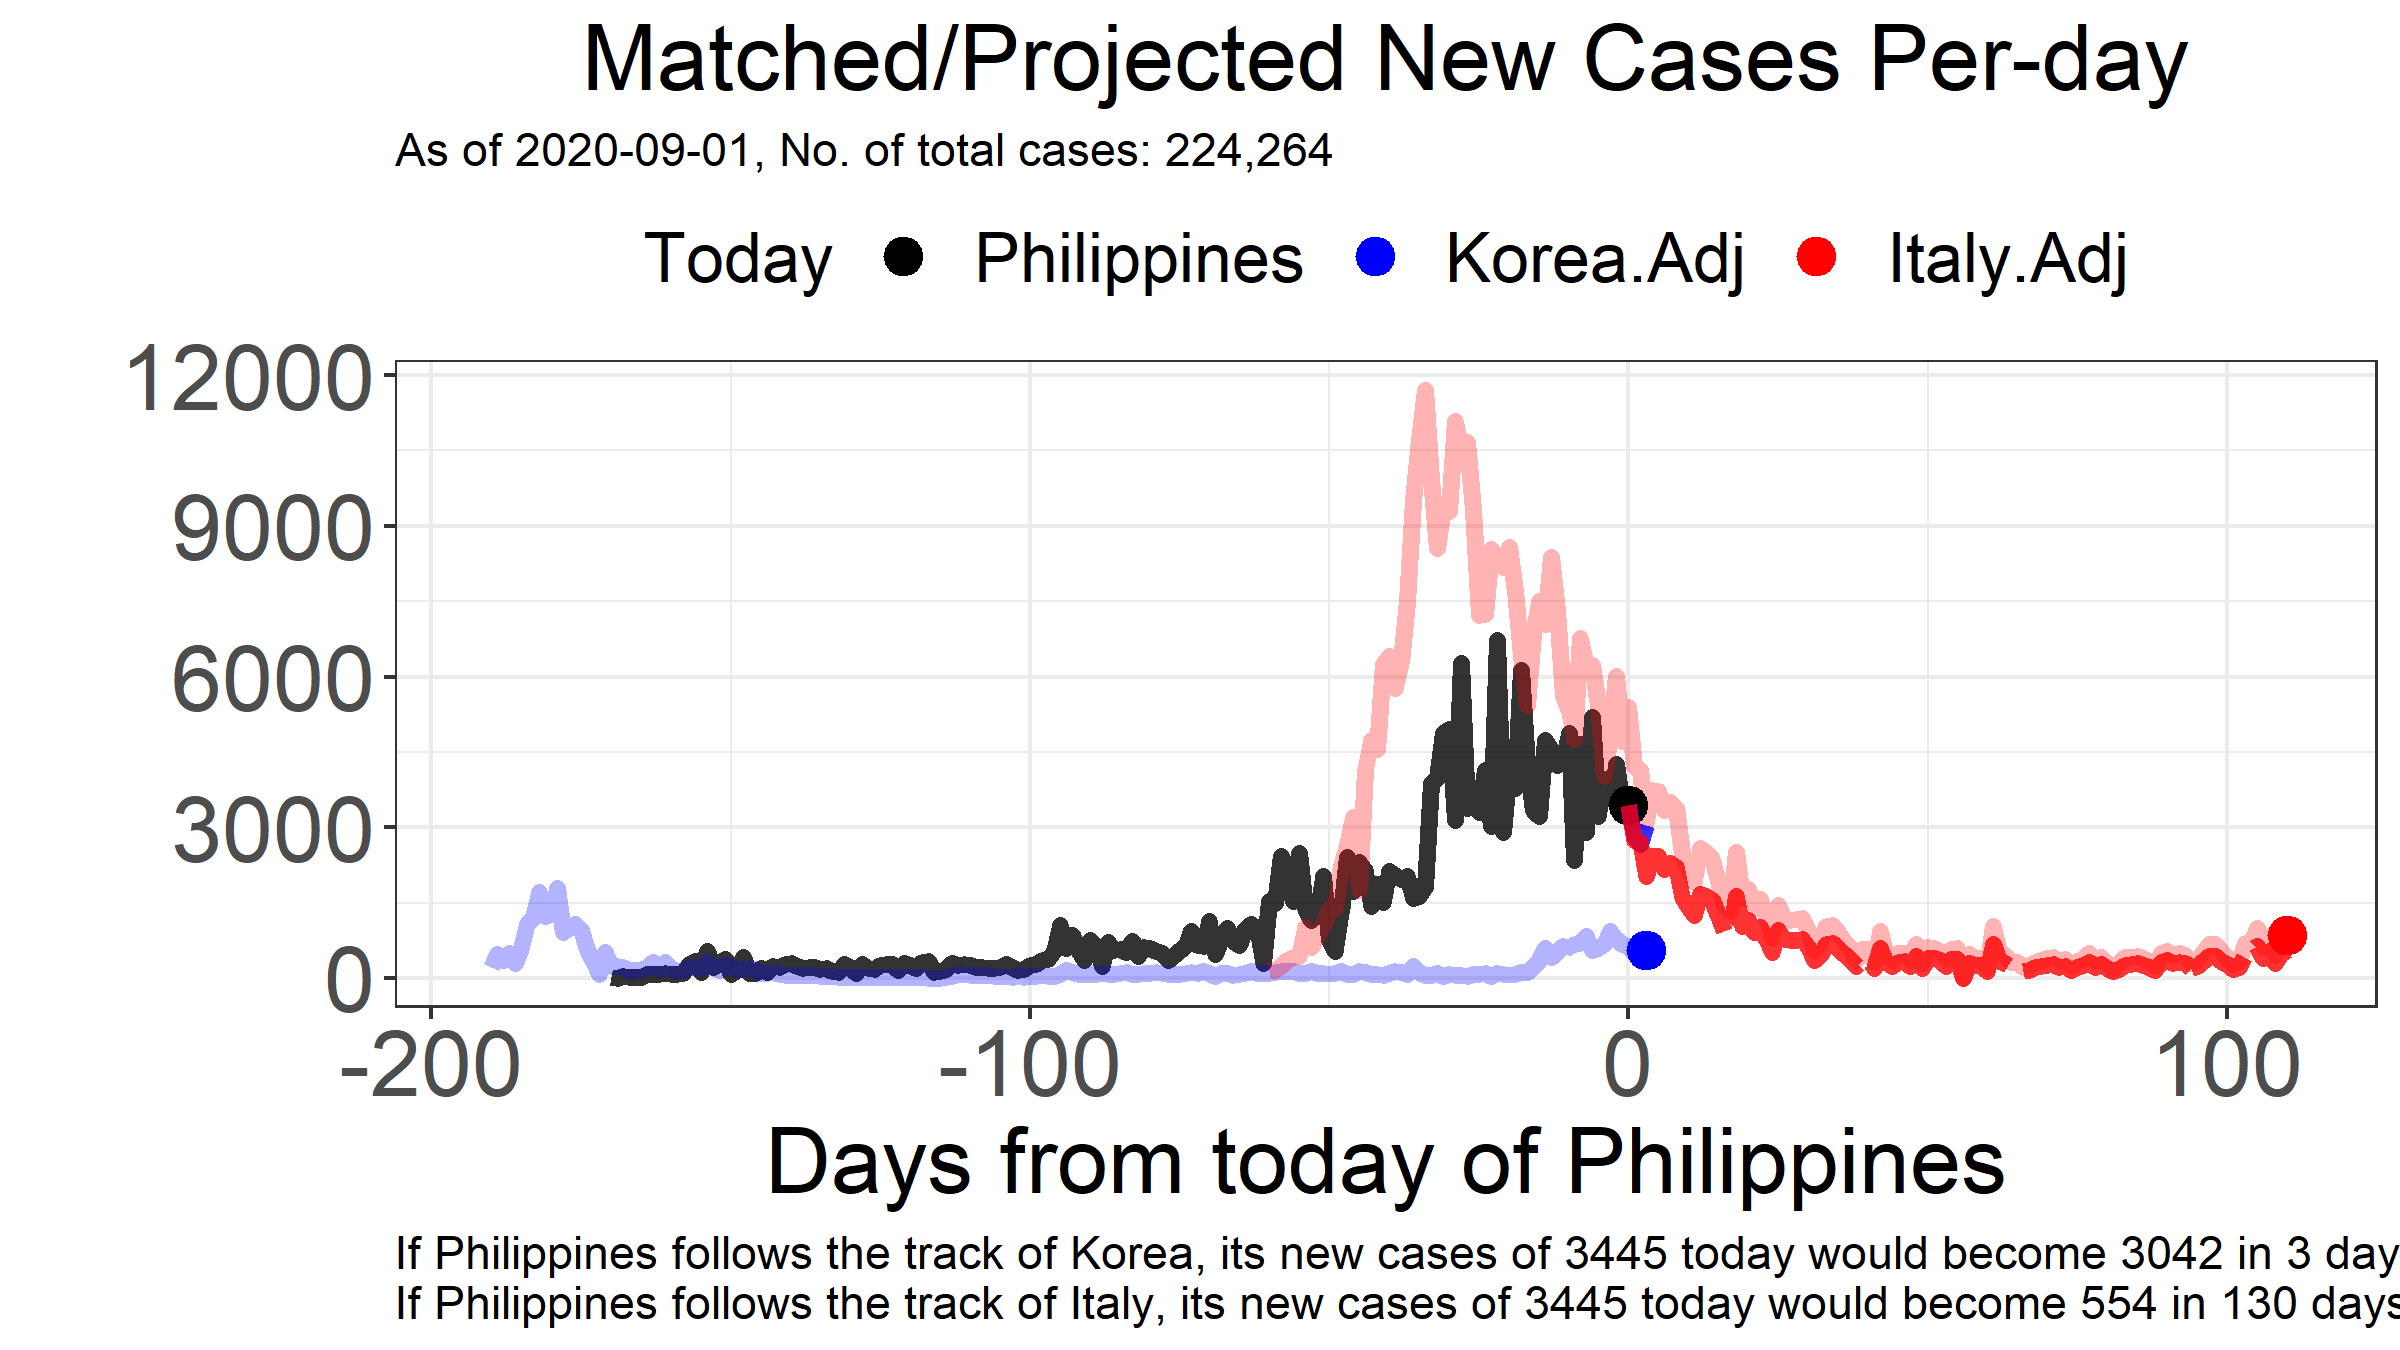 Matched/Projected New Cases Per-day
As of 2020-09-01, No. of total cases: 224,264
Today Philippines Korea.Adj Italy.Adj
12000
9000
6000
3000
0
-200 -100 0 100
Days from today of Philippines
If Philippines follows the track of Korea, its new cases of 3445 today would become 3042 in 3 day
If Philippines follows the track of Italy, its new cases of 3445 today would become 554 in 130 days